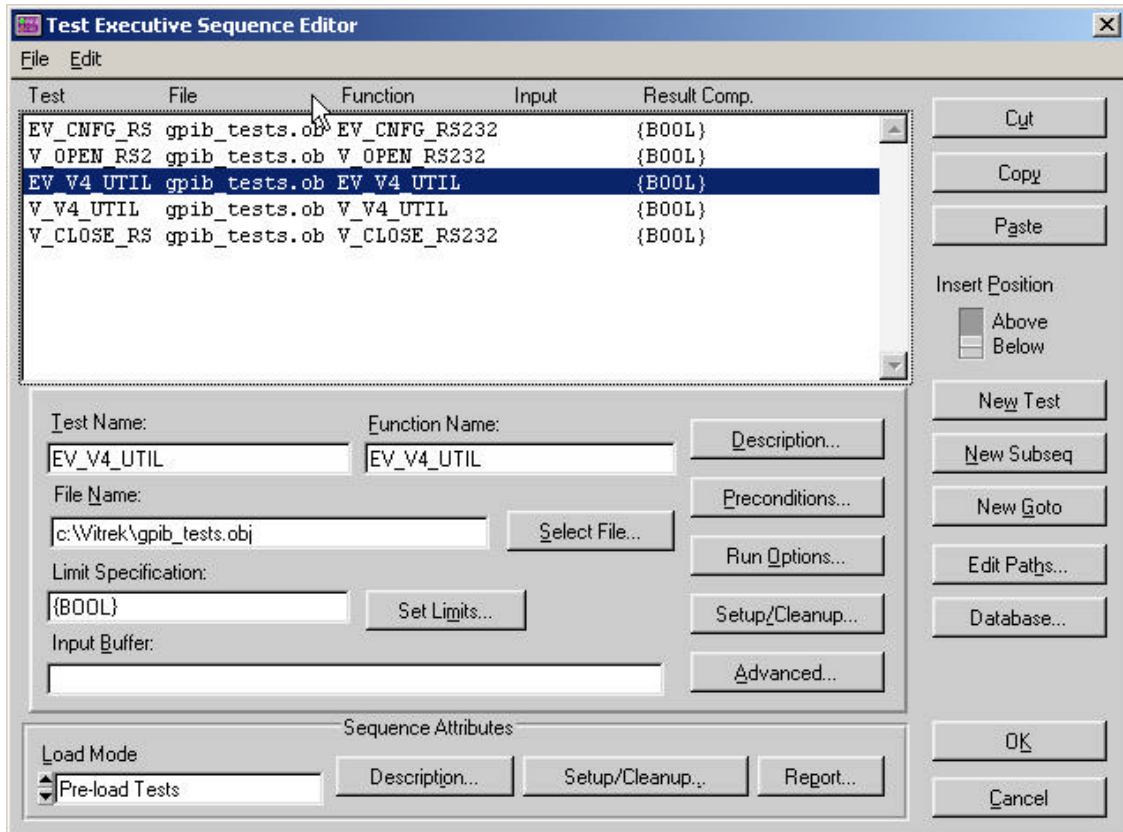 Test Executive Sequence Editor
File Edit
Test File Function Input Result Comp.
EV_CNFG_RS gpib_tests.ob EV_CNFG_RS232 {BOOL}
V_OPEN_RS2 gpib_tests.ob V_OPEN_RS232 {BOOL}
EV_V4_UTIL gpib_tests.ob EV_V4_UTIL {BOOL}
V_V4_UTIL gpib_tests.ob V_V4_UTIL {BOOL}
V_CLOSE_RS gpib_tests.ob V_CLOSE_RS232 {BOOL}
Cut
Copy
Paste
Insert Position
Above
Below
New Test
New Subseq
New Goto
Edit Paths...
Database...
OK
Cancel
Test Name: Function Name:
EV_V4_UTIL EV_V4_UTIL
File Name:
c:\Vitrek\gpib_tests.obj Select File...
Limit Specification:
{BOOL} Set Limits...
Input Buffer:
Description...
Preconditions...
Run Options...
Setup/Cleanup...
Advanced...
Sequence Attributes
Load Mode
Pre-load Tests Description... Setup/Cleanup... Report...